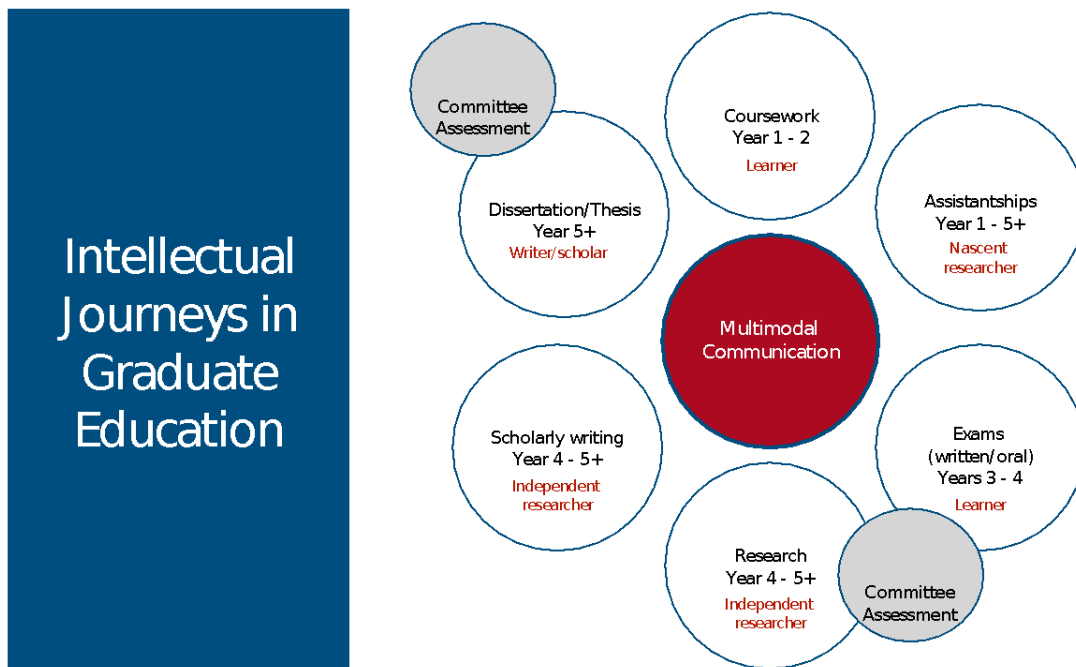 Intellectual
Journeys in
Graduate
Education
Committee
Assessment
Coursework
Year 1 - 2
Learner
Assistantships
Year 1 - 5+
Nascent
researcher
Dissertation/Thesis
Year 5+
Writer/scholar
Multimodal
Communication
Scholarly writing
Year 4 - 5+
Independent
researcher
Exams
(written/oral)
Years 3 - 4
Learner
Research
Year 4 - 5+
Independent
researcher
Committee
Assessment